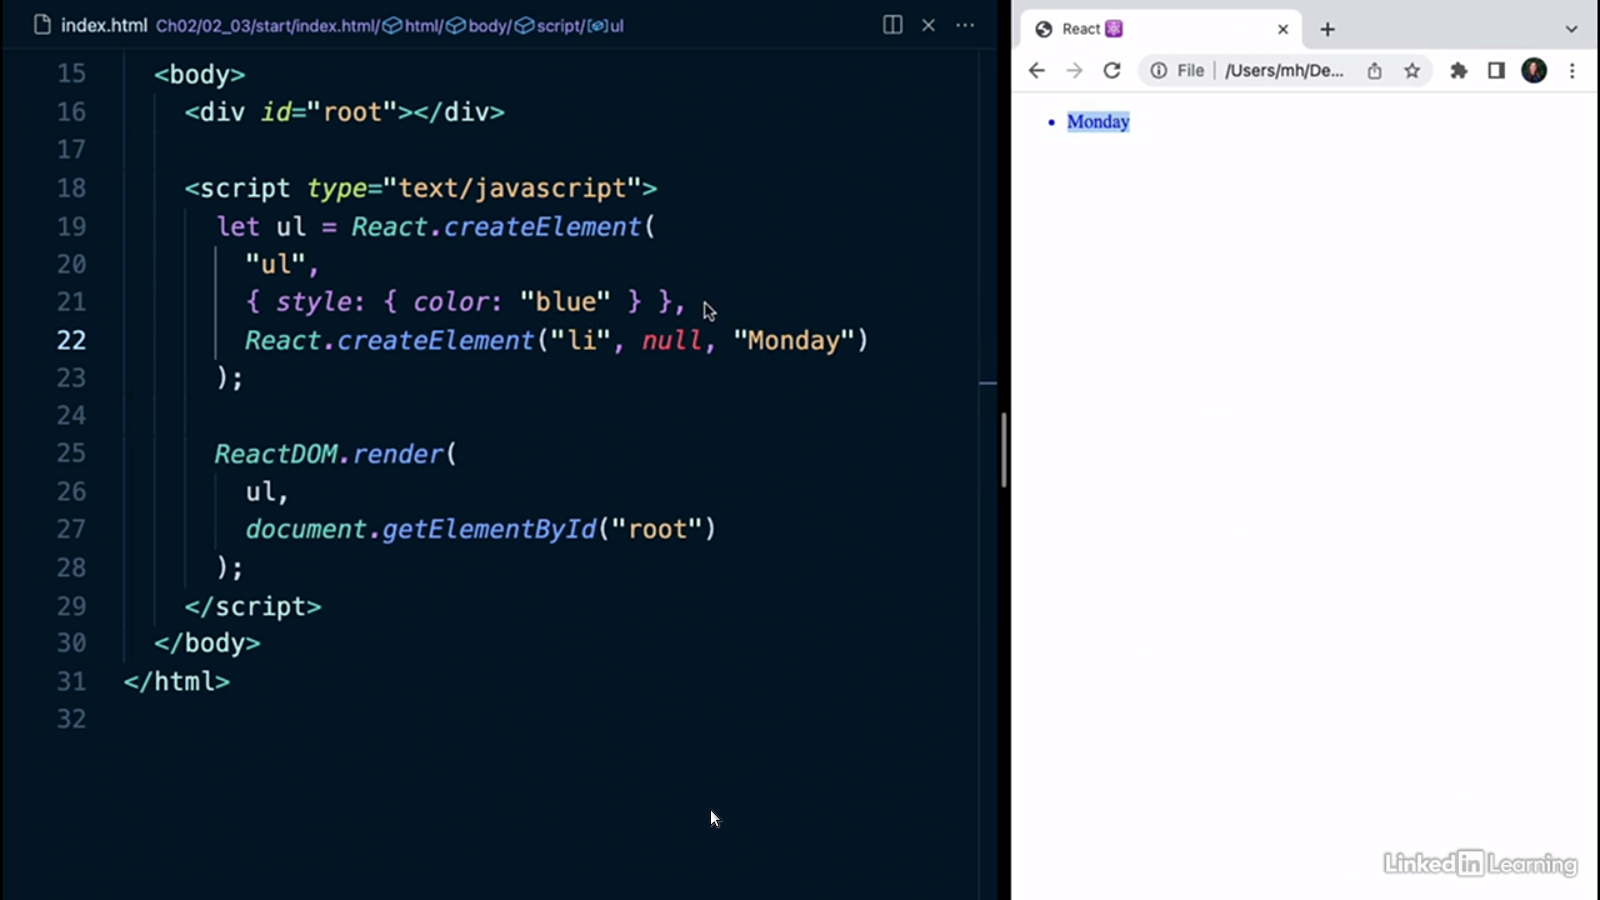 index.html Ch02/02_03/start/index.html/html/body/script/ul
15 <body>
16 <div id="root"></div>
17
18 <script type="text/javascript">
19 let ul = React.createElement(
20 "ul",
21 { style: { color: "blue" } },
22 React.createElement("li", null, "Monday")
23 );
24
25 ReactDOM.render(
26 ul,
27 document.getElementById("root")
28 );
29 </script>
30 </body>
31 </html>
32
React
File /Users/mh/De...
• Monday
LinkedIn Learning